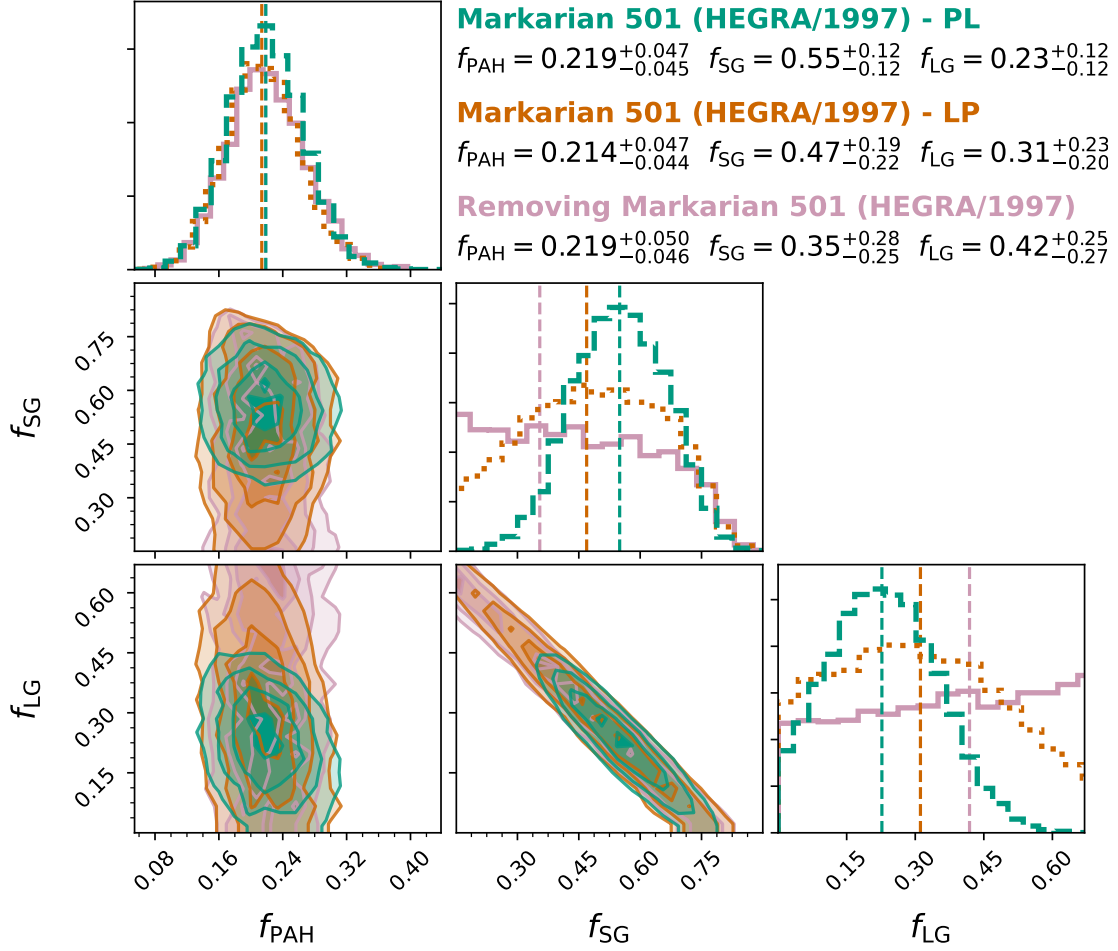 Markarian 501 (HEGRA/1997) - PL
f_PAH = 0.219^{+0.047}_{−0.045} f_SG = 0.55^{+0.12}_{−0.12} f_LG = 0.23^{+0.12}_{−0.12}
Markarian 501 (HEGRA/1997) - LP
f_PAH = 0.214^{+0.047}_{−0.044} f_SG = 0.47^{+0.19}_{−0.22} f_LG = 0.31^{+0.23}_{−0.20}
Removing Markarian 501 (HEGRA/1997)
f_PAH = 0.219^{+0.050}_{−0.046} f_SG = 0.35^{+0.28}_{−0.25} f_LG = 0.42^{+0.25}_{−0.27}
0.75
0.60
0.45
0.30
f_SG
0.60
0.45
0.30
0.15
f_LG
0.08 0.16 0.24 0.32 0.40
f_PAH
0.30 0.45 0.60 0.75
f_SG
0.15 0.30 0.45 0.60
f_LG